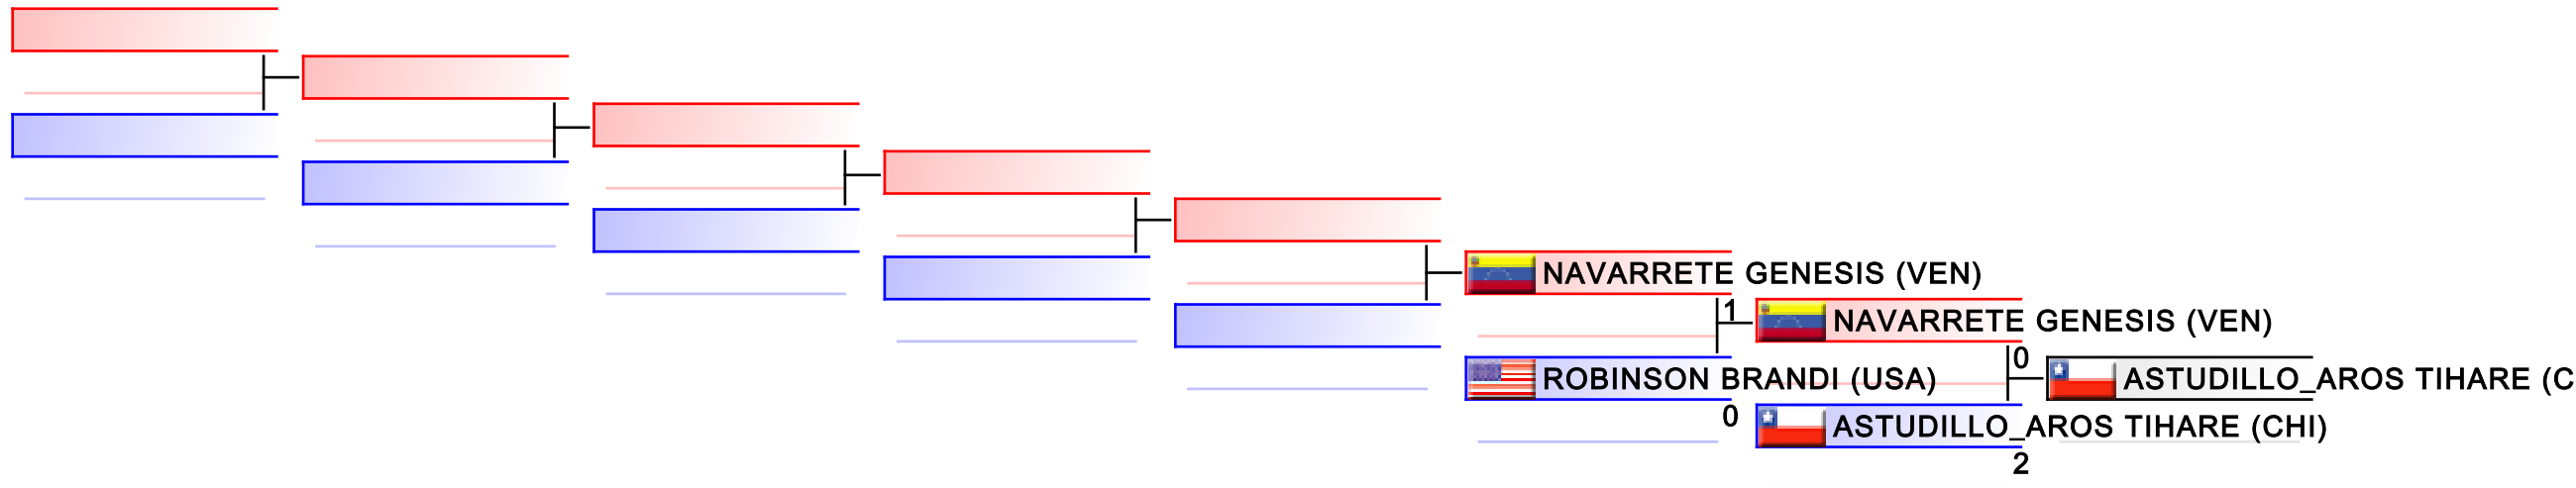 NAVARRETE GENESIS (VEN)
1
NAVARRETE GENESIS (VEN)
0
ROBINSON BRANDI (USA)
ASTUDILLO_AROS TIHARE (C
0
ASTUDILLO_AROS TIHARE (CHI)
2